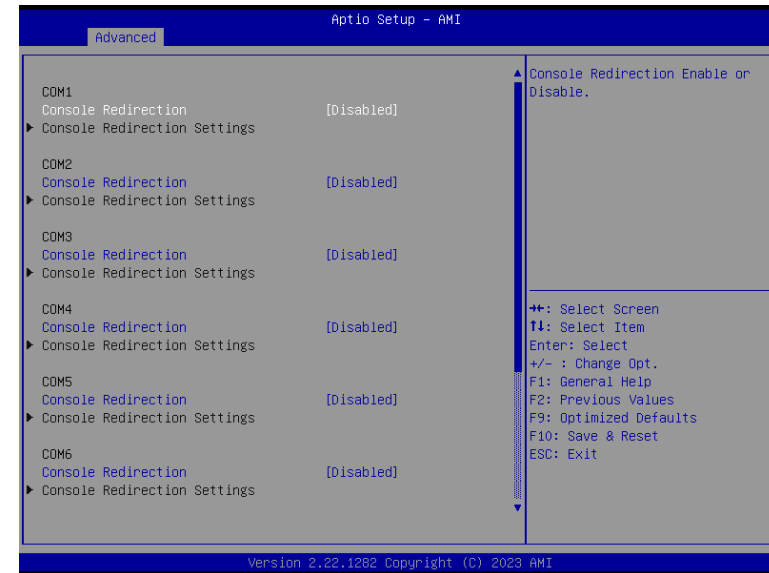 Aptio Setup – AMI
Advanced
COM1
Console Redirection [Disabled]
▶ Console Redirection Settings
COM2
Console Redirection [Disabled]
▶ Console Redirection Settings
COM3
Console Redirection [Disabled]
▶ Console Redirection Settings
COM4
Console Redirection [Disabled]
▶ Console Redirection Settings
COM5
Console Redirection [Disabled]
▶ Console Redirection Settings
COM6
Console Redirection [Disabled]
▶ Console Redirection Settings
Console Redirection Enable or
Disable.
→←: Select Screen
↑↓: Select Item
Enter: Select
+/- : Change Opt.
F1: General Help
F2: Previous Values
F9: Optimized Defaults
F10: Save & Reset
ESC: Exit
Version 2.22.1282 Copyright (C) 2023 AMI